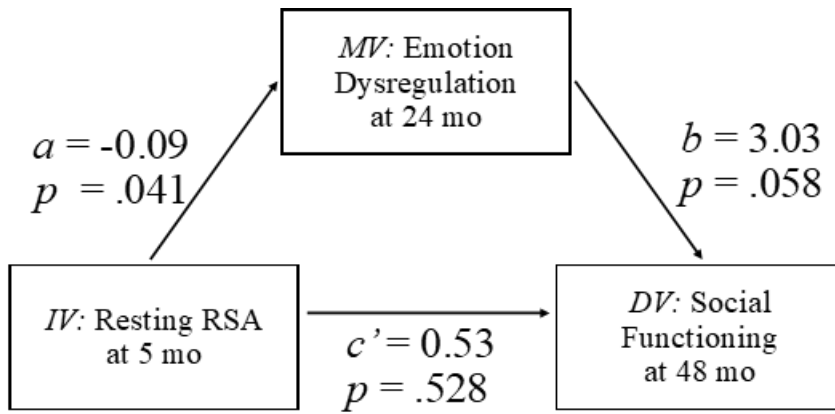 MV: Emotion
Dysregulation
at 24 mo
a = -0.09
p = .041
b = 3.03
p = .058
IV: Resting RSA
at 5 mo
c’= 0.53
p = .528
DV: Social
Functioning
at 48 mo